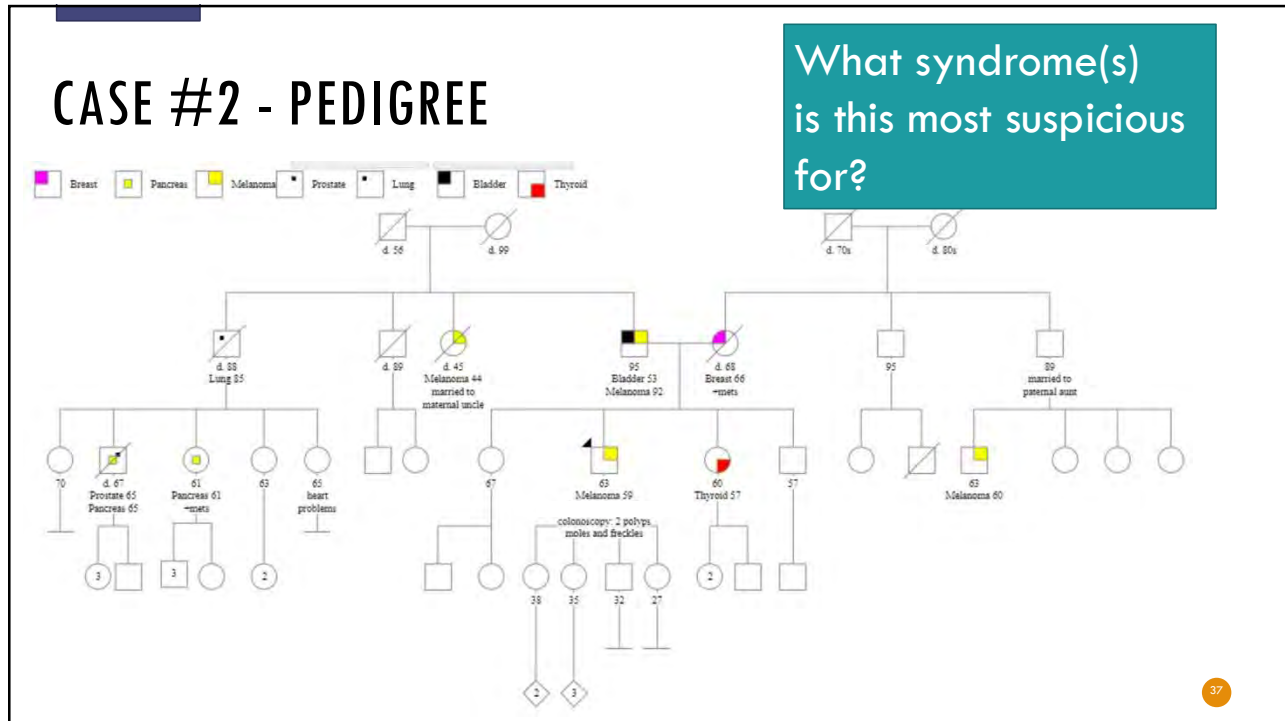 CASE #2 - PEDIGREE
What syndrome(s)
is this most suspicious
for?
Breast
Pancreas
Melanoma
Prostate
Lung
Bladder
Thyroid
d. 56
d. 99
d. 70s
d. 80s
d. 88
Lung 85
d. 89
d. 45
Melanoma 44
married to
maternal uncle
95
Bladder 53
Melanoma 92
d. 68
Breast 66
+mets
95
89
married to
paternal aunt
70
d. 67
Prostate 65
Pancreas 65
61
Pancreas 61
+mets
63
65
heart
problems
67
63
Melanoma 59
colonoscopy: 2 polyps
moles and freckles
60
Thyroid 57
57
63
Melanoma 60
3
3
2
38
35
32
27
2
2
3
37